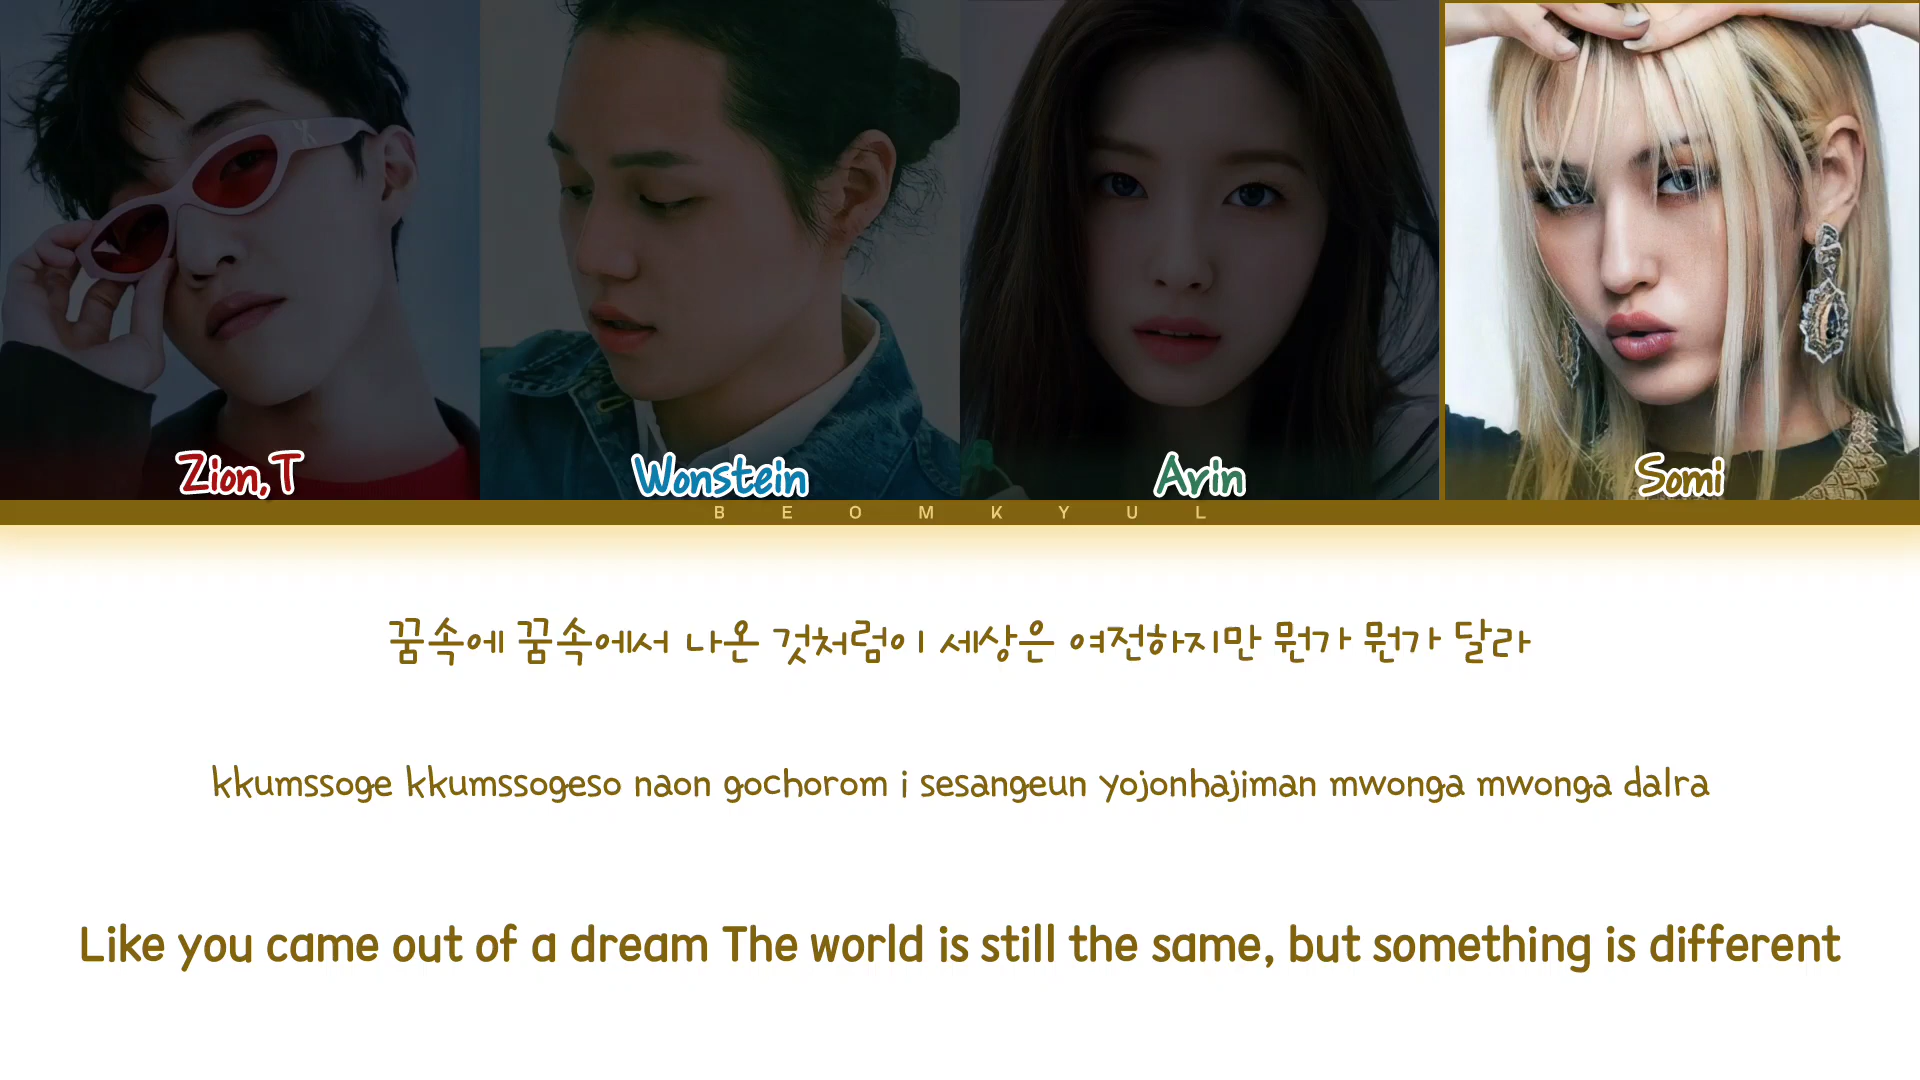 Zion,T
Wonstein
Arin
Somi
BEOMKYUL
꿈속에 꿈속에서 나온 것처럼 이 세상은 여전하지만 뭔가 뭔가 달라
kkumssoge kkumssogeso naon gochorom i sesangeun yojonhajiman mwonga mwonga dalra
Like you came out of a dream The world is still the same, but something is different